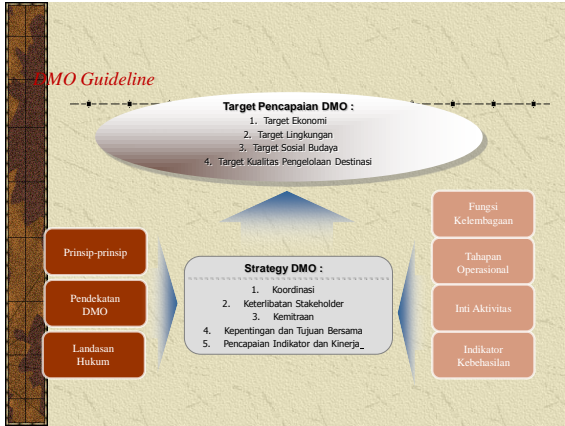 DMO Guideline
Target Pencapaian DMO :
1. Target Ekonomi
2. Target Lingkungan
3. Target Sosial Budaya
4. Target Kualitas Pengelolaan Destinasi
Prinsip-prinsip
Pendekatan
DMO
Landasan
Hukum
Strategy DMO :
1. Koordinasi
2. Keterlibatan Stakeholder
3. Kemitraan
4. Kepentingan dan Tujuan Bersama
5. Pencapaian Indikator dan Kinerja_
Fungsi
Kelembagaan
Tahapan
Operasional
Inti Aktivitas
Indikator
Kebehasilan